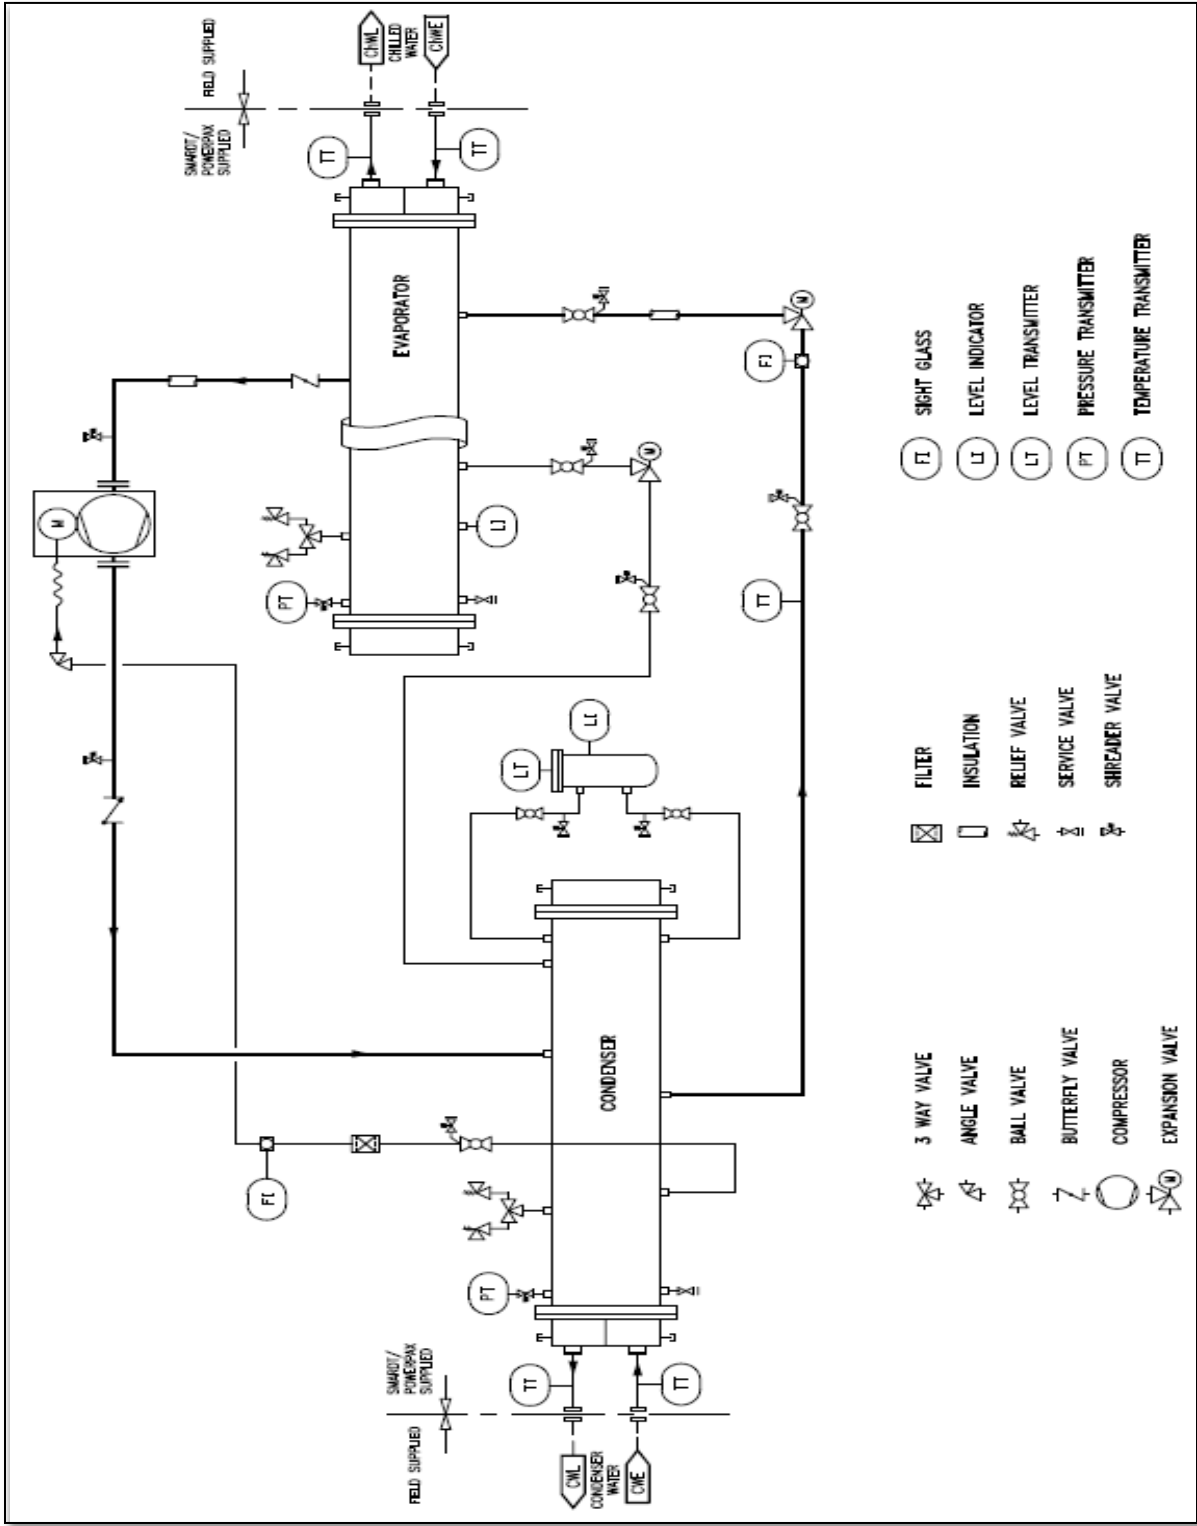 SMARDT/
POWERPAX
SUPPLIED
FIELD SUPPLIED
ChWL
CHILLED
WATER
ChWE
TT
TT
EVAPORATOR
M
PT
LI
M
FI
M
TT
LT
LI
CONDENSER
FI
PT
TT
TT
FIELD SUPPLIED
SMARDT/
POWERPAX
SUPPLIED
CWL
CONDENSER
WATER
CWE
3 WAY VALVE
ANGLE VALVE
BALL VALVE
BUTTERFLY VALVE
COMPRESSOR
M
EXPANSION VALVE
FILTER
INSULATION
RELIEF VALVE
SERVICE VALVE
SHREADER VALVE
FI
SIGHT GLASS
LI
LEVEL INDICATOR
LT
LEVEL TRANSMITTER
PT
PRESSURE TRANSMITTER
TT
TEMPERATURE TRANSMITTER